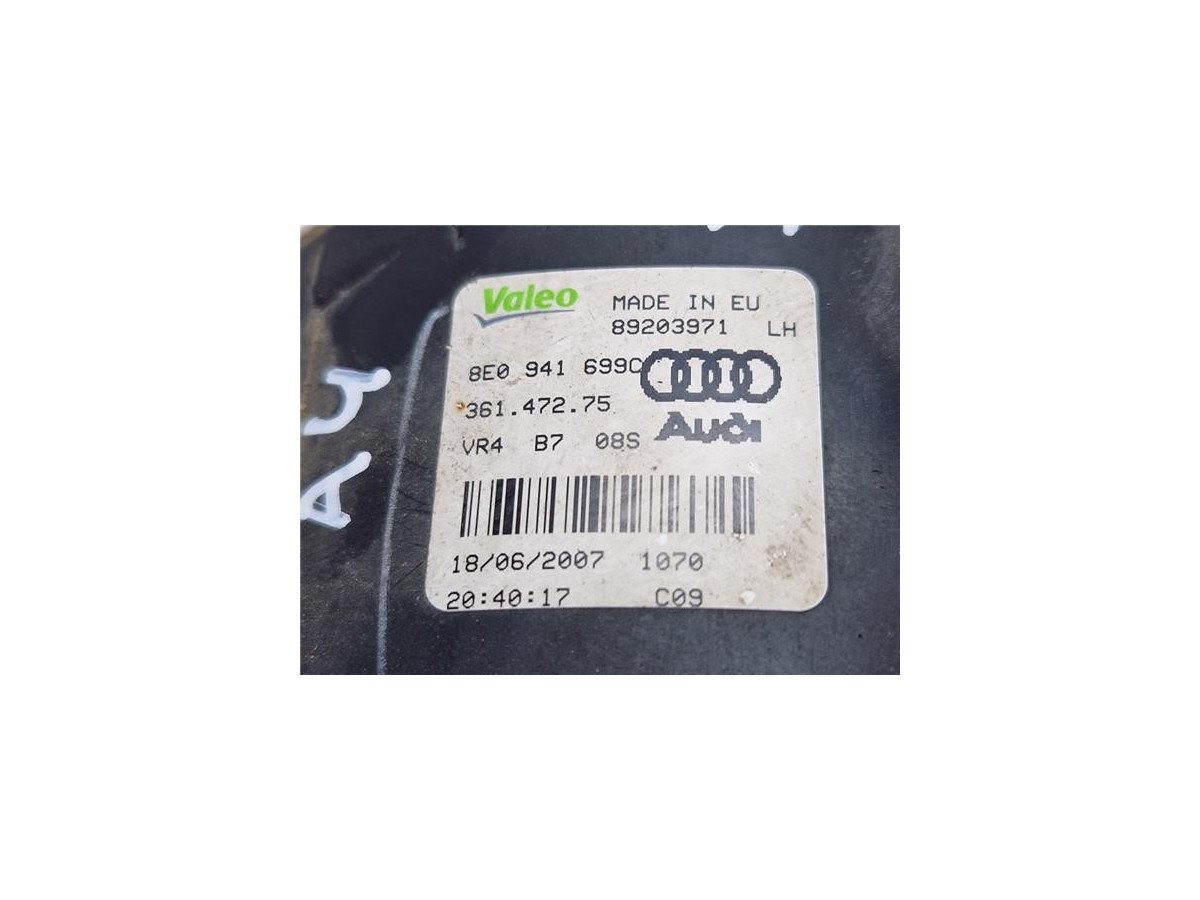 Valeo
MADE IN EU
89203971 LH
8E0 941 699C
361.472.75
VR4 B7 08S
Audi
18/06/2007 1070
20:40:17 C09
A4